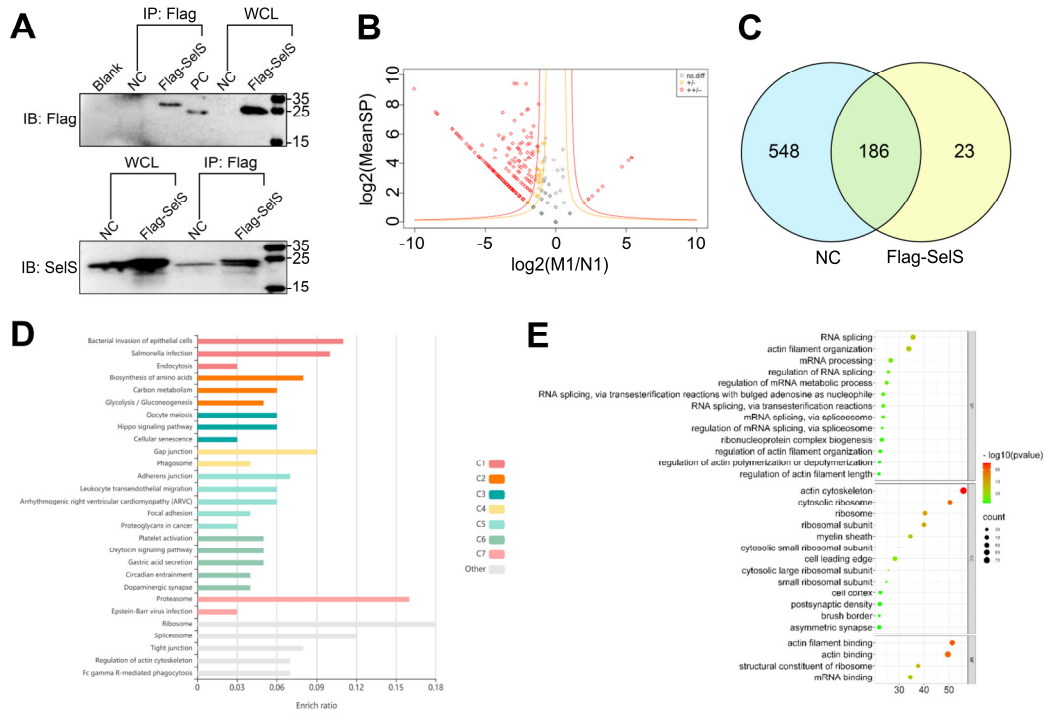 A
IP: Flag
WCL
Blank
NC
Flag-SelS
PC
NC
Flag-SelS
IB: Flag
35
25
15
WCL
IP: Flag
NC
Flag-SelS
NC
Flag-SelS
IB: SelS
35
25
15
B
log2(MeanSP)
10
8
6
4
2
0
no.diff
+/-
++/--
-10
-5
0
5
10
log2(M1/N1)
C
548
186
23
NC
Flag-SelS
D
Bacterial invasion of epithelial cells
Salmonella infection
Endocytosis
Biosynthesis of amino acids
Carbon metabolism
Glycolysis / Gluconeogenesis
Oocyte meiosis
Hippo signaling pathway
Cellular senescence
Gap junction
Phagosome
Adherens junction
Leukocyte transendothelial migration
Arrhythmogenic right ventricular cardiomyopathy (ARVC)
Focal adhesion
Proteoglycans in cancer
Platelet activation
Oxytocin signaling pathway
Gastric acid secretion
Circadian entrainment
Dopaminergic synapse
Proteasome
Epstein-Barr virus infection
Ribosome
Spliceosome
Tight junction
Regulation of actin cytoskeleton
Fc gamma R-mediated phagocytosis
0
0.03
0.06
0.09
0.12
0.15
0.18
Enrich ratio
C1
C2
C3
C4
C5
C6
C7
Other
E
RNA splicing
actin filament organization
mRNA processing
regulation of RNA splicing
regulation of mRNA metabolic process
RNA splicing, via transesterification reactions with bulged adenosine as nucleophile
RNA splicing, via transesterification reactions
mRNA splicing, via spliceosome
regulation of mRNA splicing, via spliceosome
ribonucleoprotein complex biogenesis
regulation of actin filament organization
regulation of actin polymerization or depolymerization
regulation of actin filament length
actin cytoskeleton
cytosolic ribosome
ribosome
ribosomal subunit
myelin sheath
cytosolic small ribosomal subunit
cell leading edge
cytosolic large ribosomal subunit
small ribosomal subunit
cell cortex
postsynaptic density
brush border
asymmetric synapse
actin filament binding
actin binding
structural constituent of ribosome
mRNA binding
30
40
50
- log10(pvalue)
count